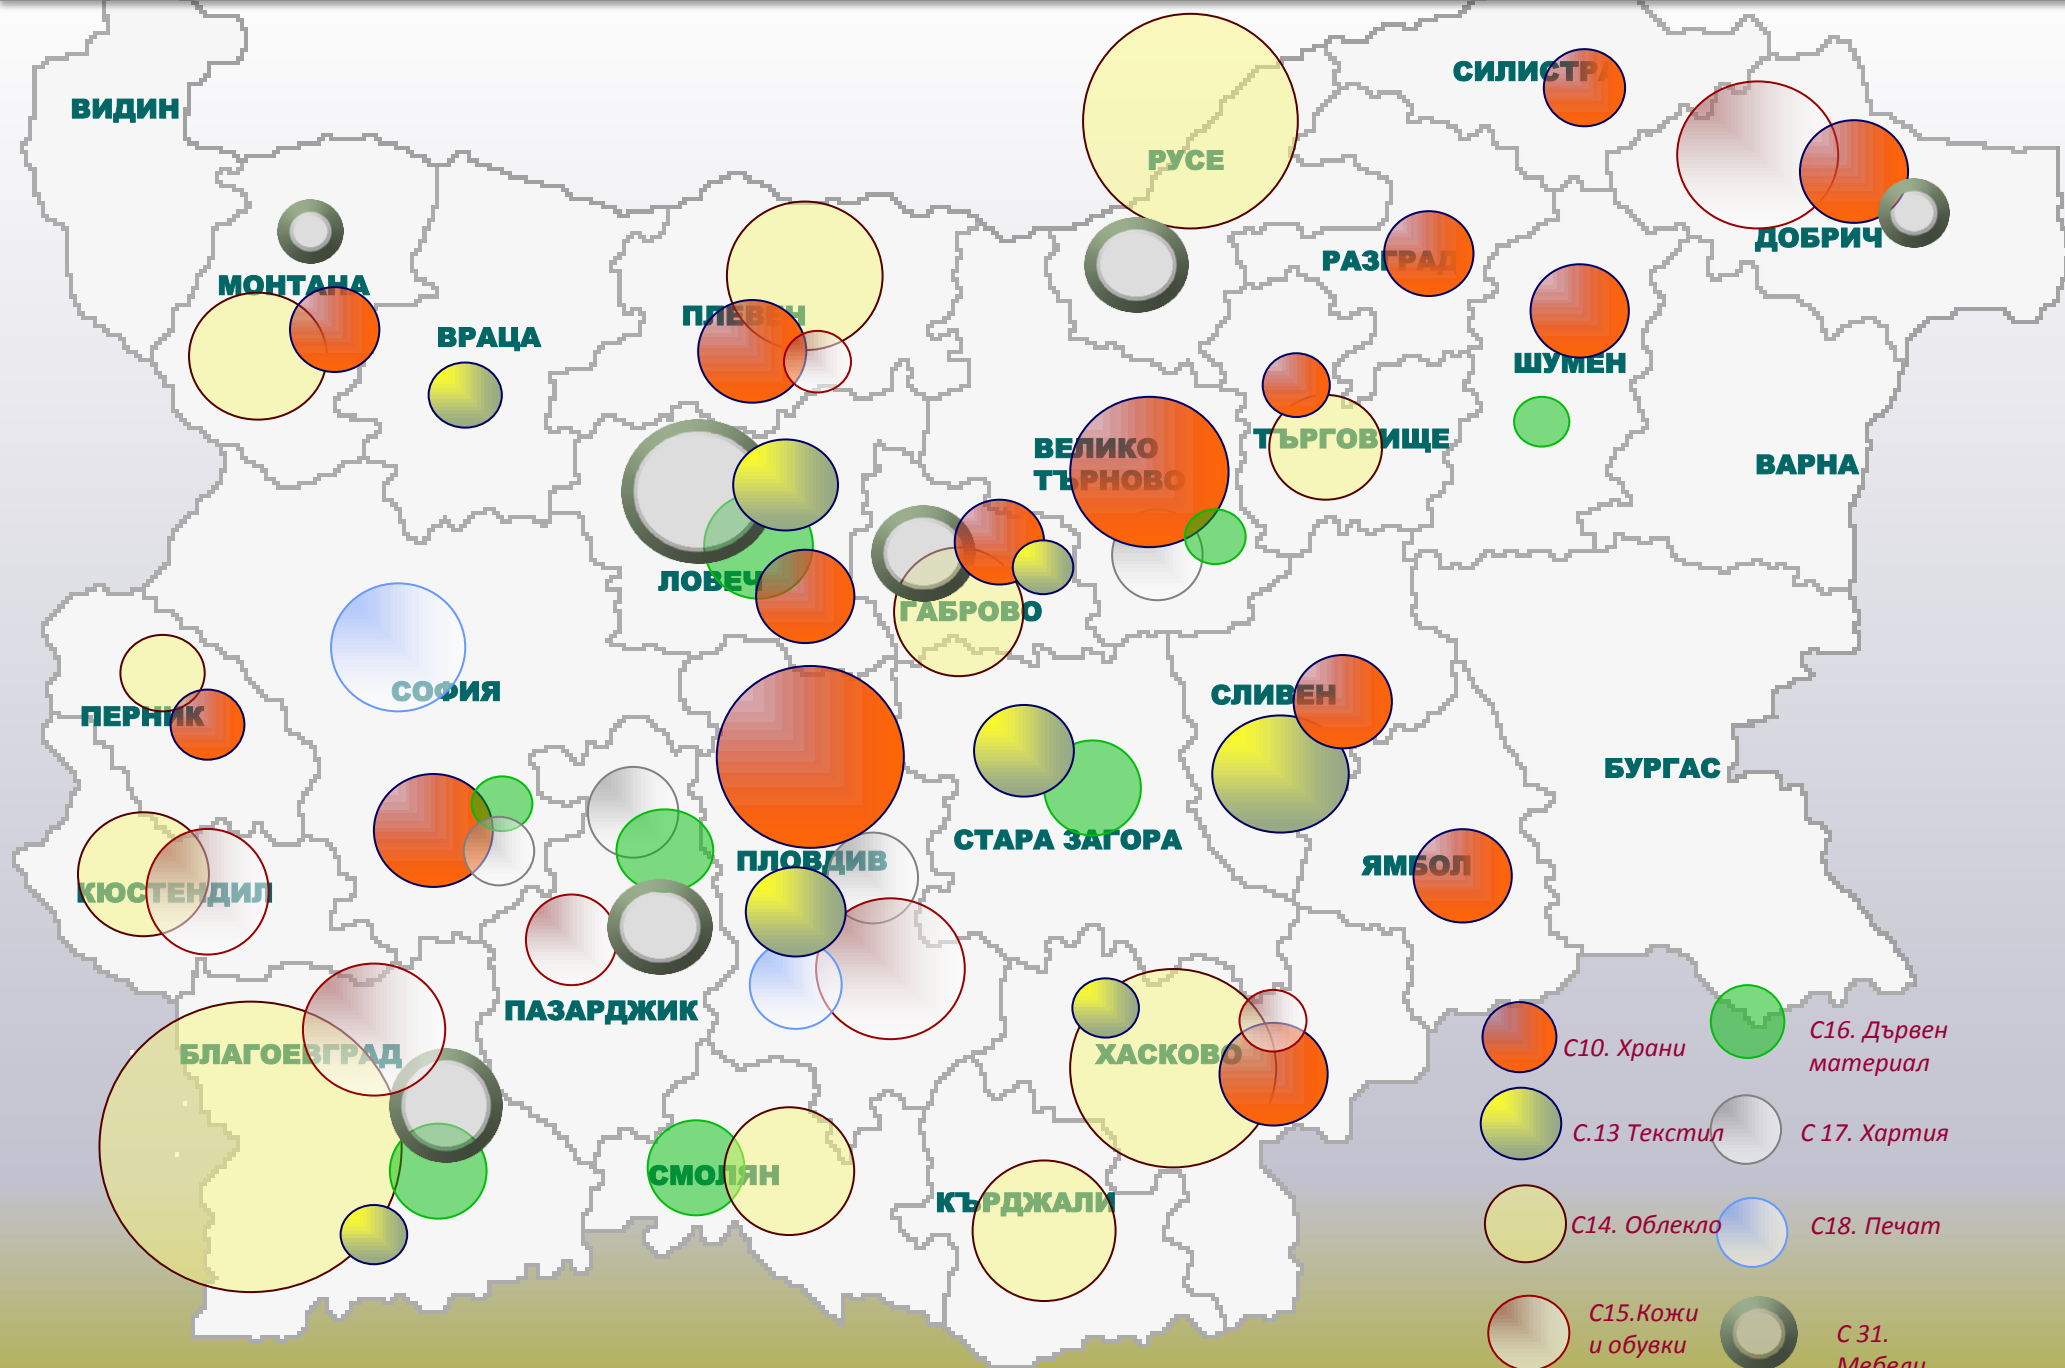 СИЛИСТРА
ВИДИН
РУСЕ
ДОБРИЧ
РАЗГРАД
МОНТАНА
ПЛЕВЕН
ВРАЦА
ШУМЕН
ВЕЛИКО
ТЪРНОВО
ТЪРГОВИЩЕ
ВАРНА
ЛОВЕЧ
ГАБРОВО
СОФИЯ
СЛИВЕН
ПЕРНИК
БУРГАС
СТАРА ЗАГОРА
ПЛОВДИВ
ЯМБОЛ
КЮСТЕНДИЛ
ПАЗАРДЖИК
БЛАГОЕВГРАД
ХАСКОВО
СМОЛЯН
КЪРДЖАЛИ
С10. Храни
С16. Дървен
материал
С.13 Текстил
С 17. Хартия
С14. Облекло
С18. Печат
С15.Кожи
и обувки
С 31.
Мебели